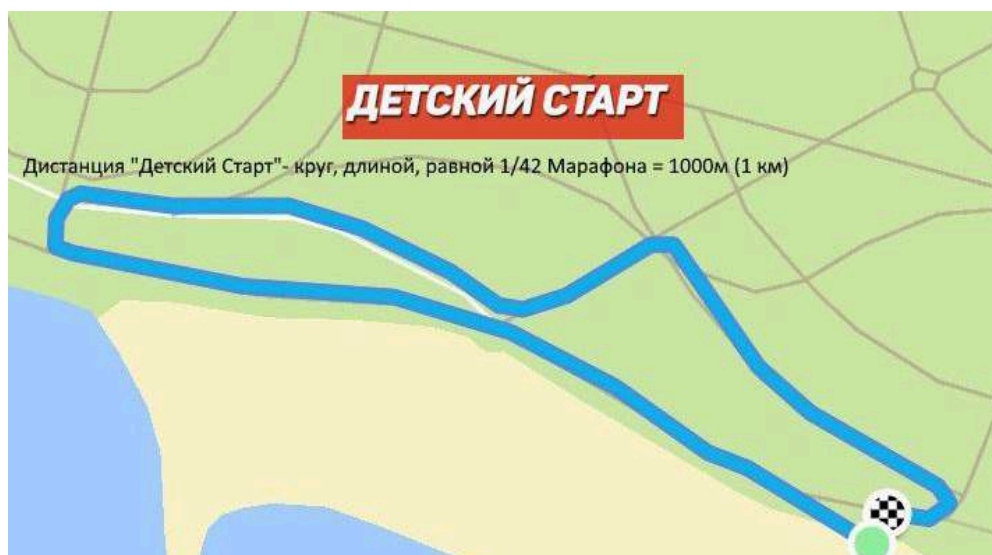 ДЕТСКИЙ СТАРТ
Дистанция "Детский Старт"- круг, длиной, равной 1/42 Марафона = 1000м (1 км)